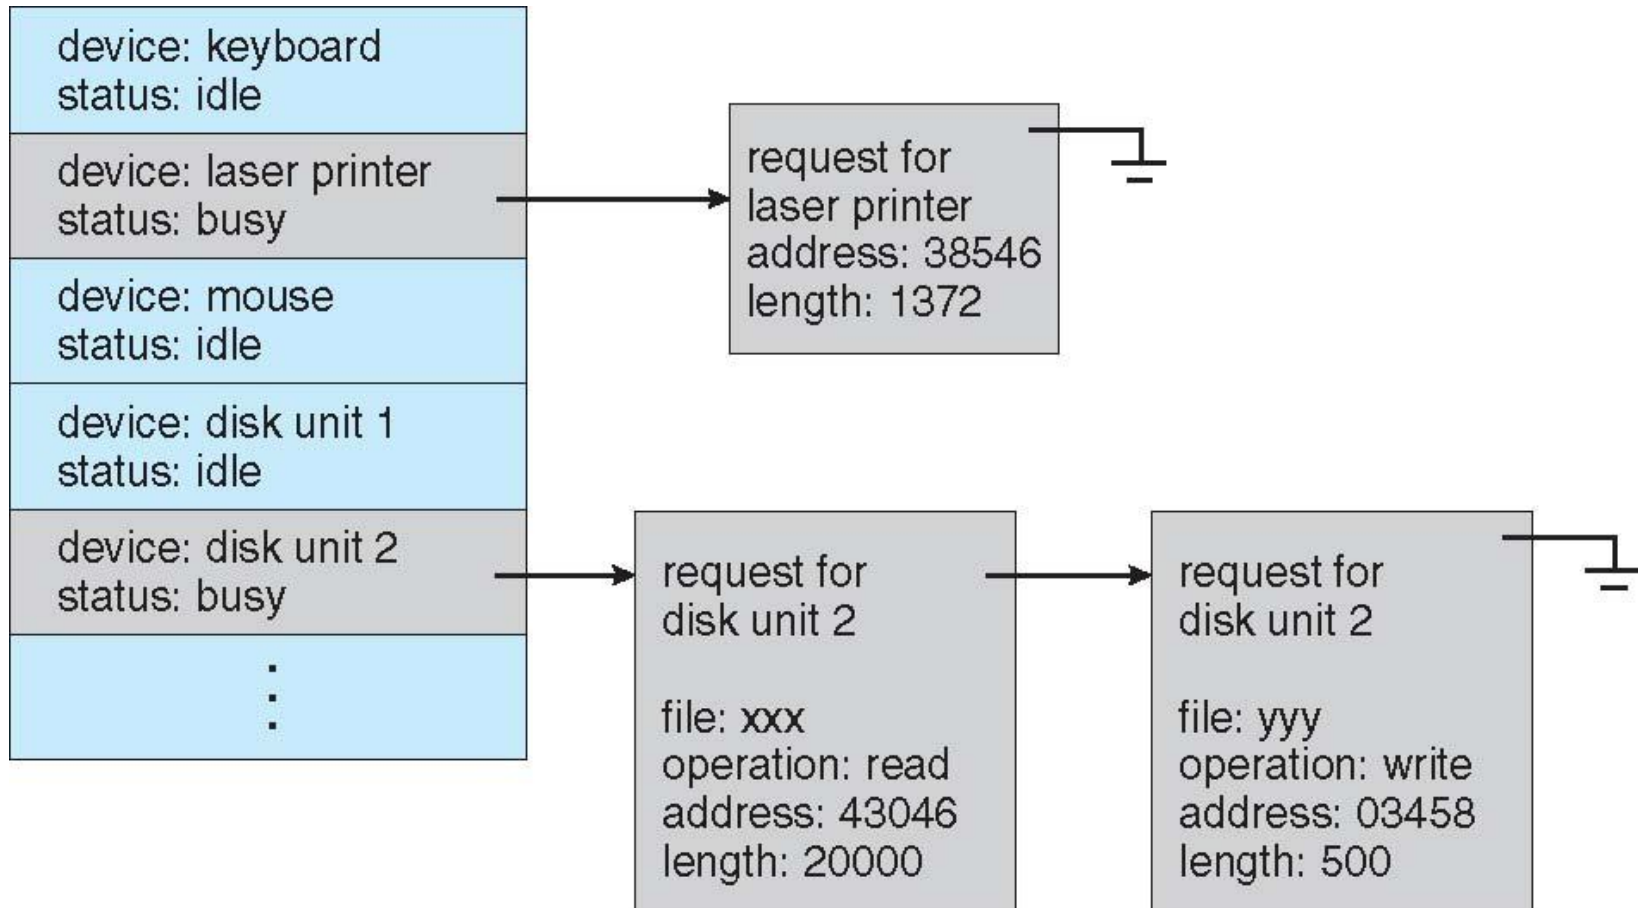 device: keyboard
status: idle
device: laser printer
status: busy
device: mouse
status: idle
device: disk unit 1
status: idle
device: disk unit 2
status: busy
request for
laser printer
address: 38546
length: 1372
request for
disk unit 2
file: xxx
operation: read
address: 43046
length: 20000
request for
disk unit 2
file: yyy
operation: write
address: 03458
length: 500